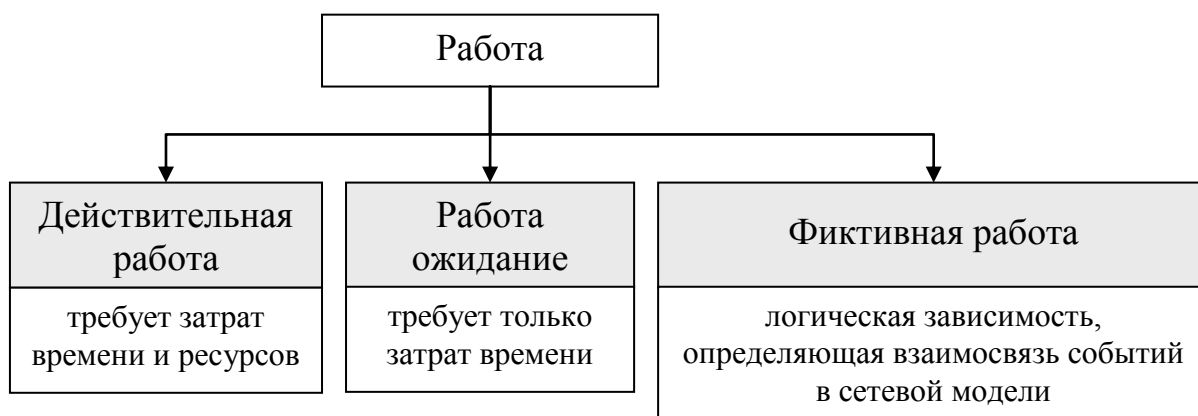 Работа
Действительная
работа
требует затрат
времени и ресурсов
Работа
ожидание
требует только
затрат времени
Фиктивная работа
логическая зависимость,
определяющая взаимосвязь событий
в сетевой модели